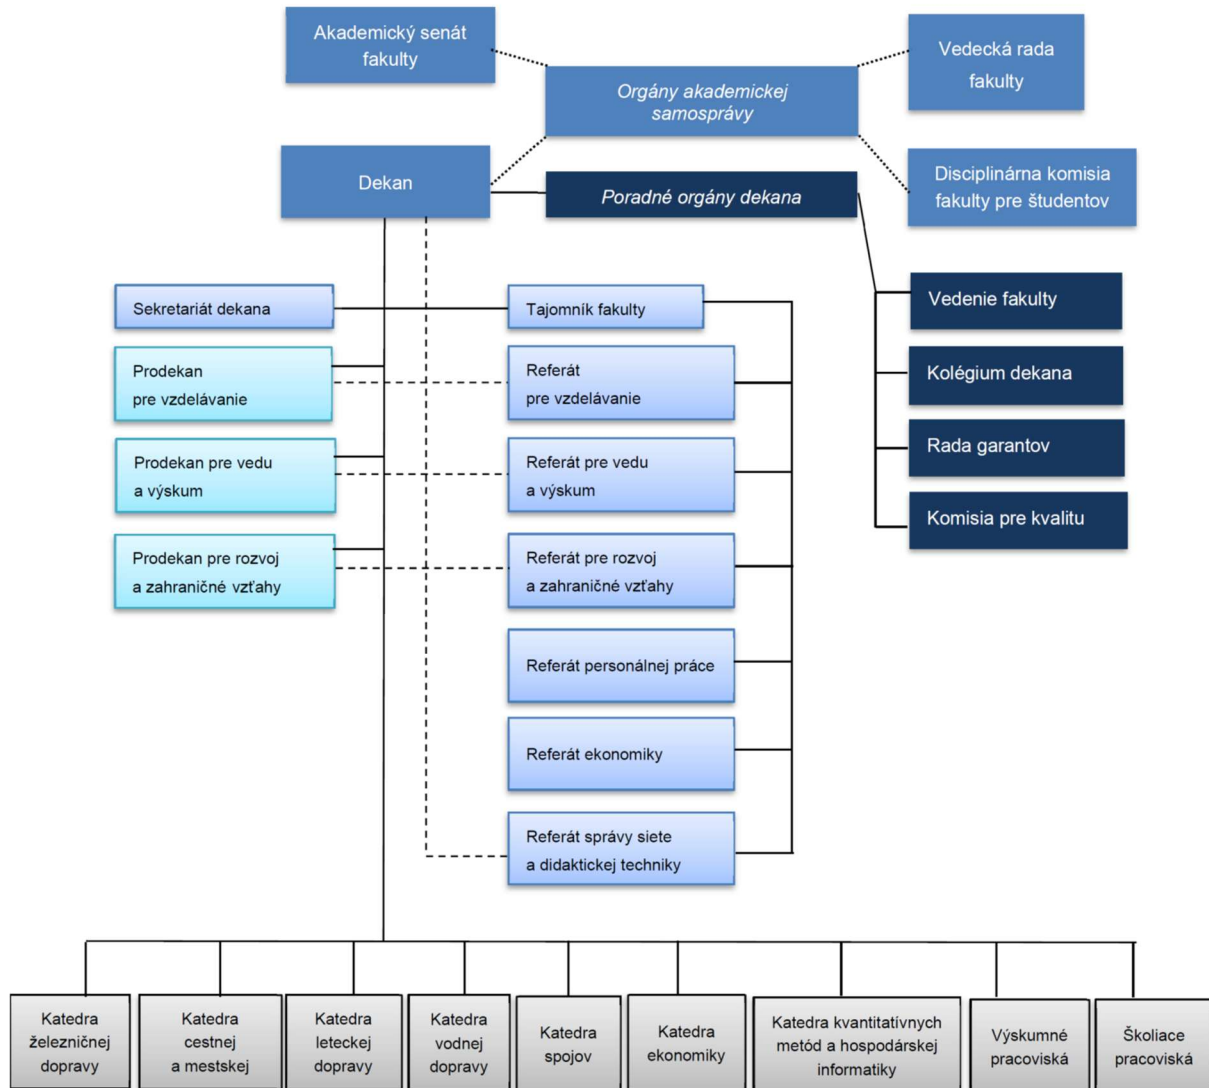 Akademický senát
fakulty
Vedecká rada
fakulty
Orgány akademickej
samosprávy
Dekan
Poradné orgány dekana
Disciplinárna komisia
fakulty pre študentov
Sekretariát dekana
Tajomník fakulty
Vedenie fakulty
Prodekan
pre vzdelávanie
Referát
pre vzdelávanie
Kolégium dekana
Prodekan pre vedu
a výskum
Referát pre vedu
a výskum
Rada garantov
Komisia pre kvalitu
Prodekan pre rozvoj
a zahraničné vzťahy
Referát pre rozvoj
a zahraničné vzťahy
Referát personálnej práce
Referát ekonomiky
Referát správy siete
a didaktickej techniky
Katedra
železničnej
dopravy
Katedra
cestnej
a mestskej
Katedra
leteckej
dopravy
Katedra
vodnej
dopravy
Katedra
spojov
Katedra
ekonomiky
Katedra kvantitatívnych
metód a hospodárskej
informatiky
Výskumné
pracoviská
Školiace
pracoviská